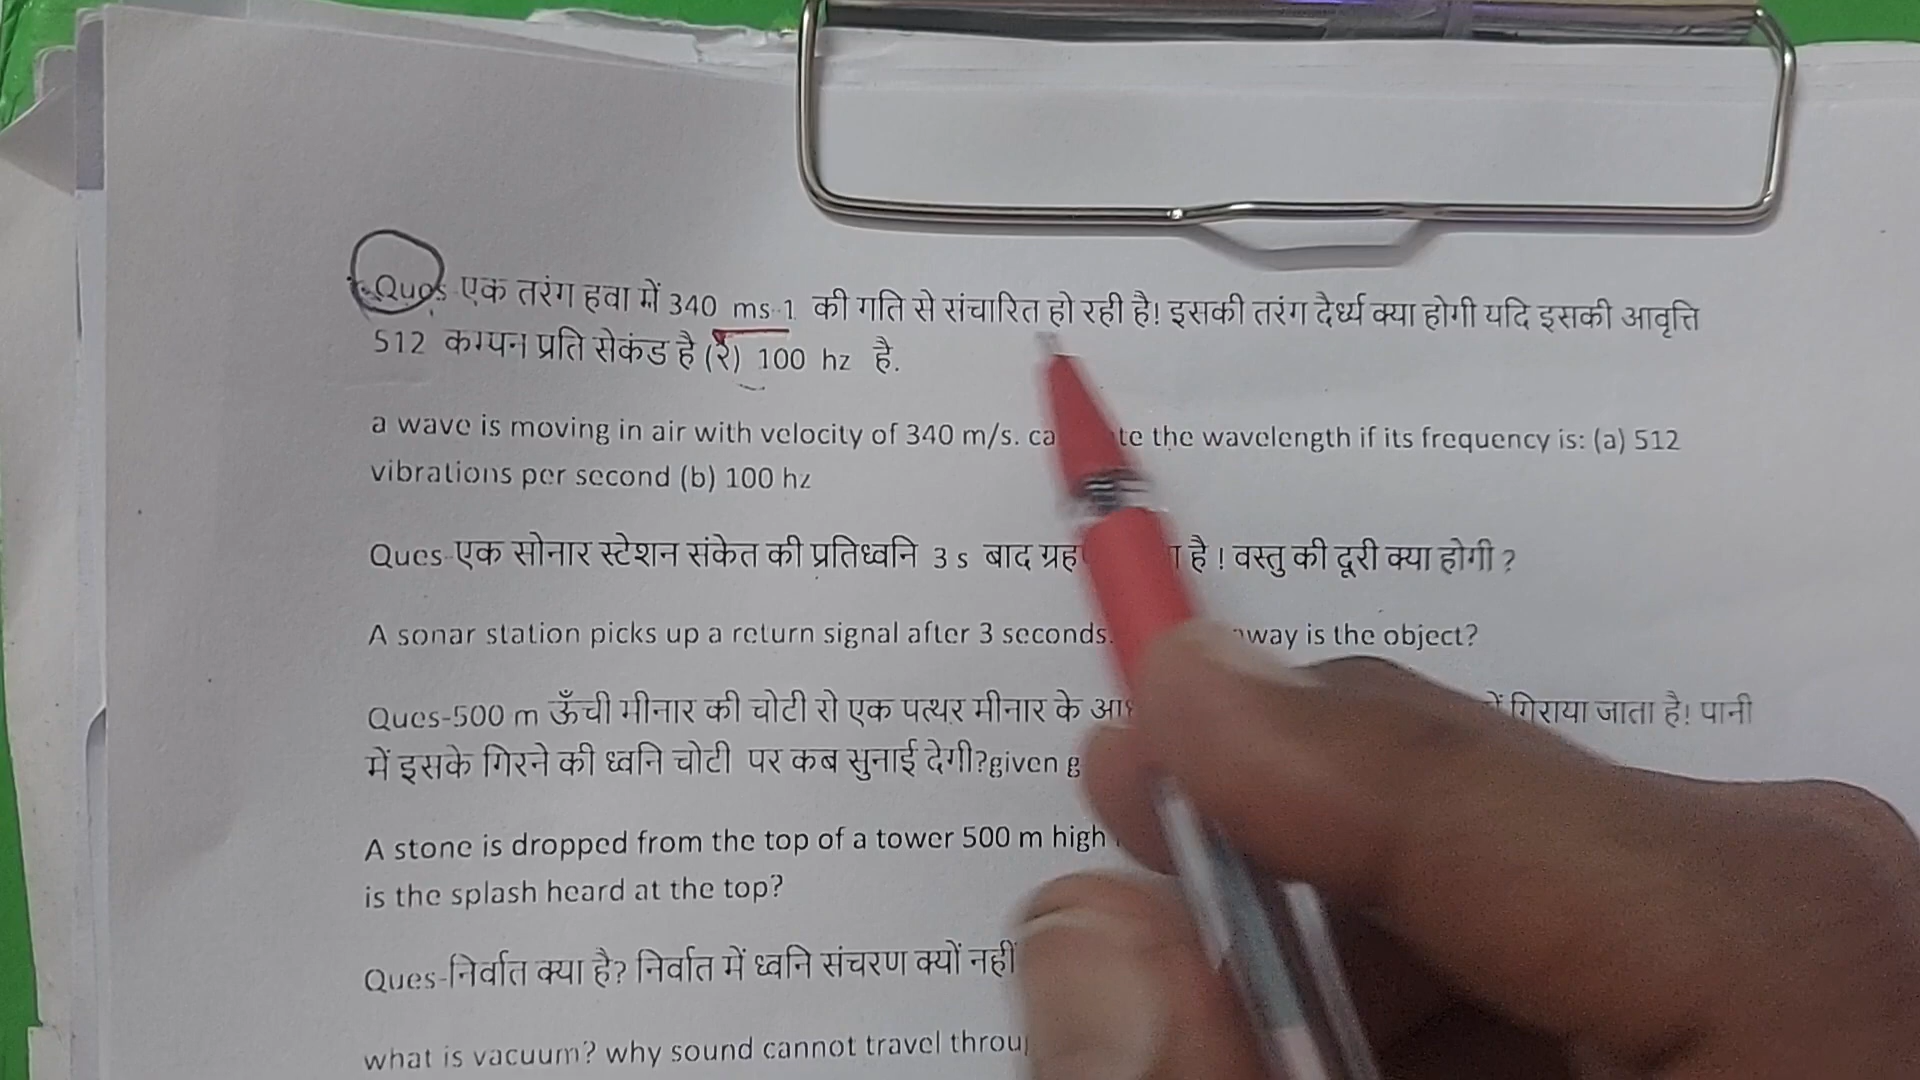 Ques एक तरंग हवा में 340 ms-1 की गति से संचारित हो रही है! इसकी तरंग दैर्ध्य क्या होगी यदि इसकी आवृत्ति
512 कम्पन प्रति सेकंड है (२) 100 hz है.
a wave is moving in air with velocity of 340 m/s. the wavelength if its frequency is: (a) 512
vibrations per second (b) 100 hz
Ques-एक सोनार स्टेशन संकेत की प्रतिध्वनि 3 s बाद है ! वस्तु की दूरी क्या होगी ?
A sonar station picks up a return signal after 3 seconds. away is the object?
Ques-500 m ऊँची मीनार की चोटी से एक पत्थर मीनार के गिराया जाता है! पानी
में इसके गिरने की ध्वनि चोटी पर कब सुनाई देगी?given g
A stone is dropped from the top of a tower 500 m high
is the splash heard at the top?
Ques-निर्वात क्या है? निर्वात में ध्वनि संचरण क्यों नहीं
what is vacuum? why sound cannot travel